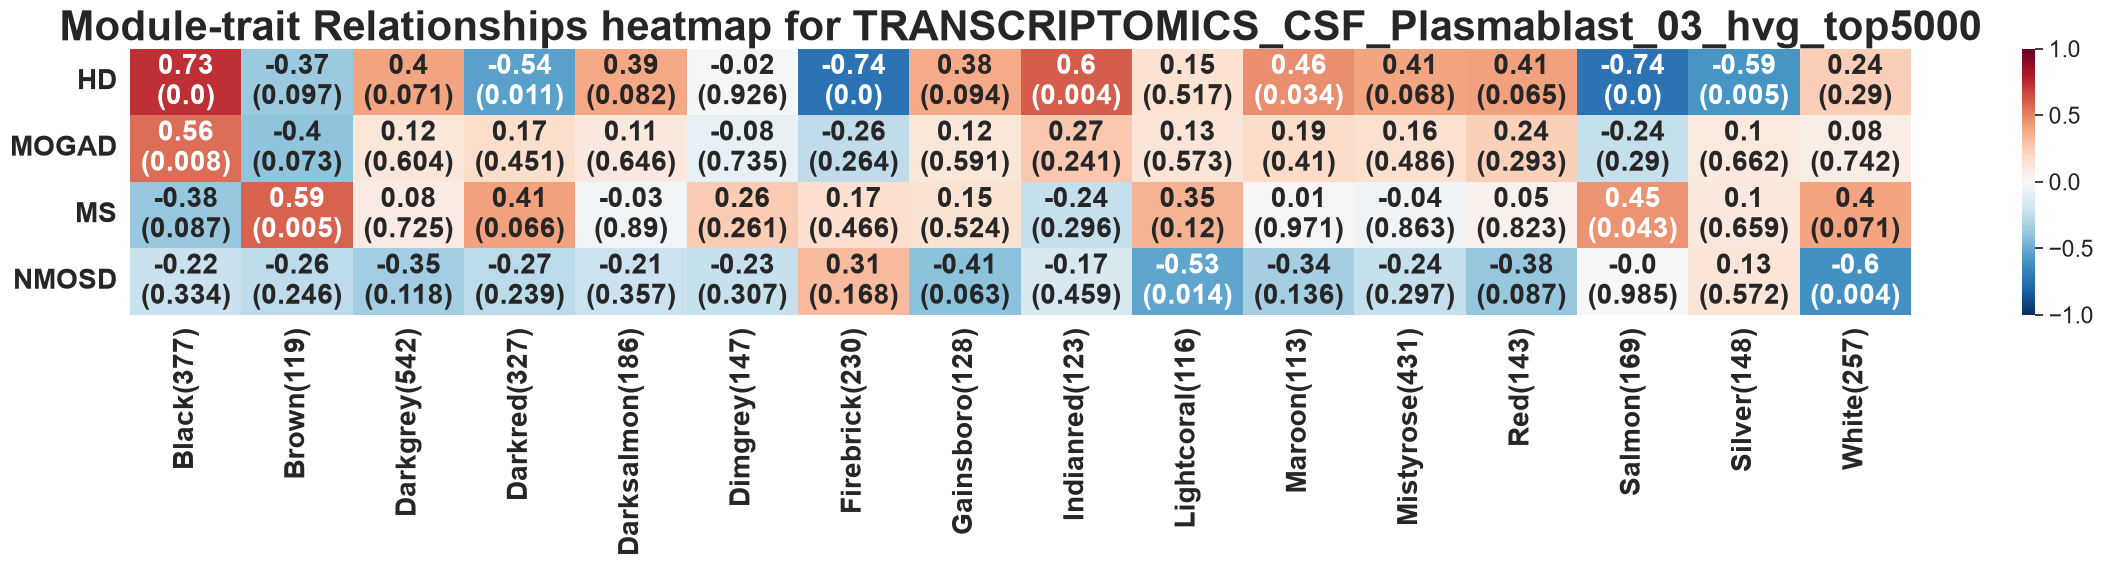 Module-trait Relationships heatmap for TRANSCRIPTOMICS_CSF_Plasmablast_03_hvg_top5000
HD 0.73 -0.37 0.4 -0.54 0.39 -0.02 -0.74 0.38 0.6 0.15 0.46 0.41 0.41 -0.74 -0.59 0.24
(0.0) (0.097) (0.071) (0.011) (0.082) (0.926) (0.0) (0.094) (0.004) (0.517) (0.034) (0.068) (0.065) (0.0) (0.005) (0.29)
MOGAD 0.56 -0.4 0.12 0.17 0.11 -0.08 -0.26 0.12 0.27 0.13 0.19 0.16 0.24 -0.24 0.1 0.08
(0.008) (0.073) (0.604) (0.451) (0.646) (0.735) (0.264) (0.591) (0.241) (0.573) (0.41) (0.486) (0.293) (0.29) (0.662) (0.742)
MS -0.38 0.59 0.08 0.41 -0.03 0.26 0.17 0.15 -0.24 0.35 0.01 -0.04 0.05 0.45 0.1 0.4
(0.087) (0.005) (0.725) (0.066) (0.89) (0.261) (0.466) (0.524) (0.296) (0.12) (0.971) (0.863) (0.823) (0.043) (0.659) (0.071)
NMOSD -0.22 -0.26 -0.35 -0.27 -0.21 -0.23 0.31 -0.41 -0.17 -0.53 -0.34 -0.24 -0.38 -0.0 0.13 -0.6
(0.334) (0.246) (0.118) (0.239) (0.357) (0.307) (0.168) (0.063) (0.459) (0.014) (0.136) (0.297) (0.087) (0.985) (0.572) (0.004)
Black(377)
Brown(119)
Darkgrey(542)
Darkred(327)
Darksalmon(186)
Dimgrey(147)
Firebrick(230)
Gainsboro(128)
Indianred(123)
Lightcoral(116)
Maroon(113)
Mistyrose(431)
Red(143)
Salmon(169)
Silver(148)
White(257)
1.0
0.5
0.0
−0.5
−1.0